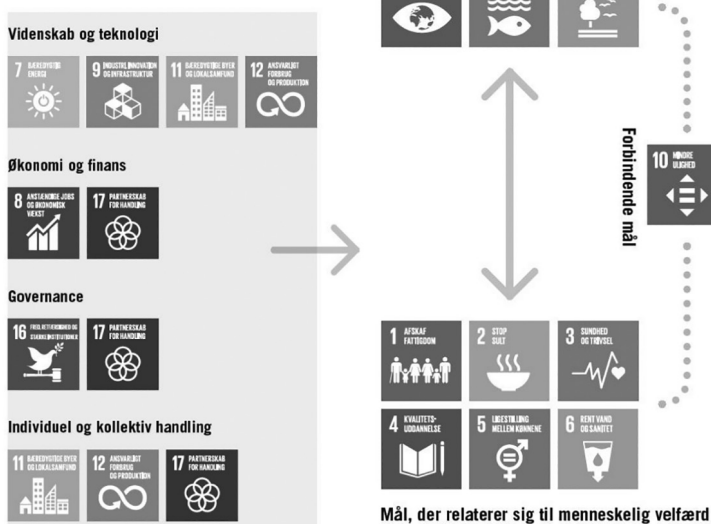 Videnskab og teknologi
7 BÆREDYGTIG
ENERGI
9 INDUSTRI, INNOVATION
OG INFRASTRUKTUR
11 BÆREDYGTIGE BYER
OG LOKALSAMFUND
12 ANSVARLIGT
FORBRUG
OG PRODUKTION
Økonomi og finans
8 ANSTÆNDIGE JOBS
OG ØKONOMISK
VÆKST
17 PARTNERSKAB
FOR HANDLING
Governance
16 FRED, RETFÆRDIGHED OG
STÆRKE INSTITUTIONER
17 PARTNERSKAB
FOR HANDLING
Individuel og kollektiv handling
11 BÆREDYGTIGE BYER
OG LOKALSAMFUND
12 ANSVARLIGT
FORBRUG
OG PRODUKTION
17 PARTNERSKAB
FOR HANDLING
Forbindende mål
10 MINDRE
ULIGHED
1 AFSKAF
FATTIGDOM
2 STOP
SULT
3 SUNDHED
OG TRIVSEL
4 KVALITETS-
UDDANNELSE
5 LIGESTILLING
MELLEM KØNNENE
6 RENT VAND
OG SANITET
Mål, der relaterer sig til menneskelig velfærd